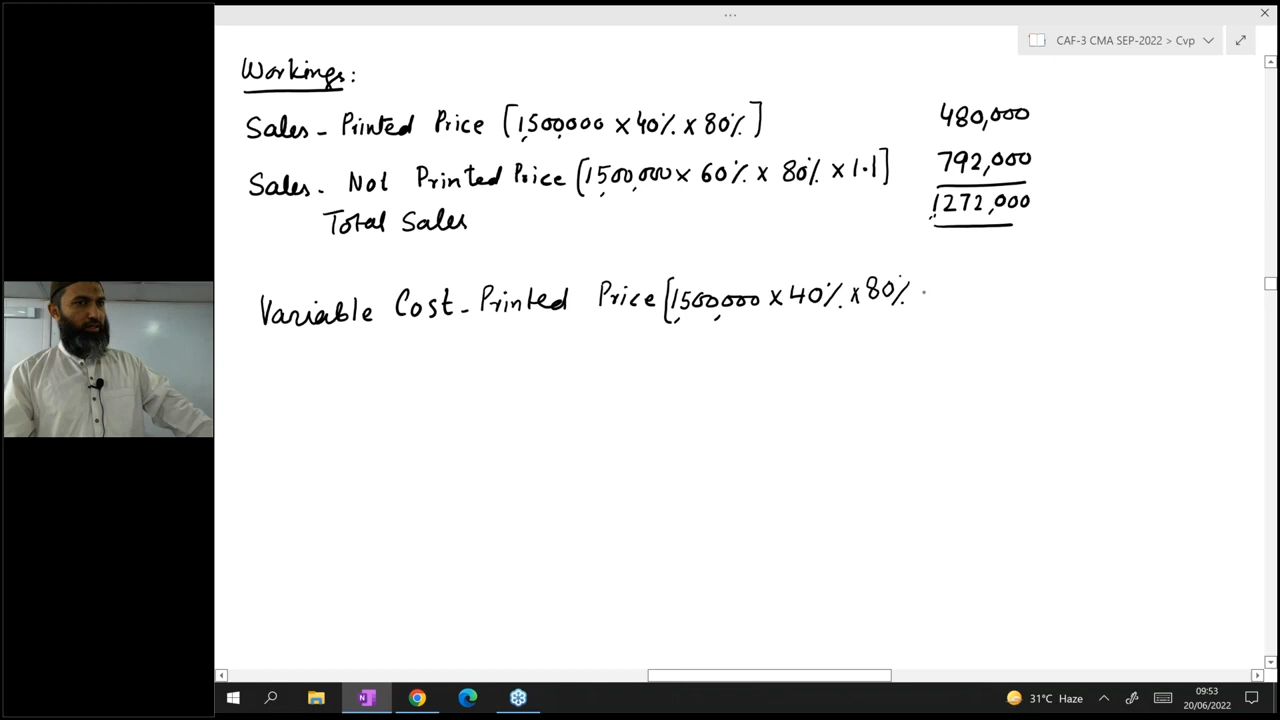 CAF-3 CMA SEP-2022 > Cvp
Workings:
Sales - Printed Price [1500000 × 40% × 80%] 480,000
Sales - Not Printed Price [1500,000 × 60% × 80% × 1.1] 792,000
Total Sales 1272,000
Variable Cost - Printed Price [1500000 × 40% × 80%
31°C Haze
09:53
20/06/2022